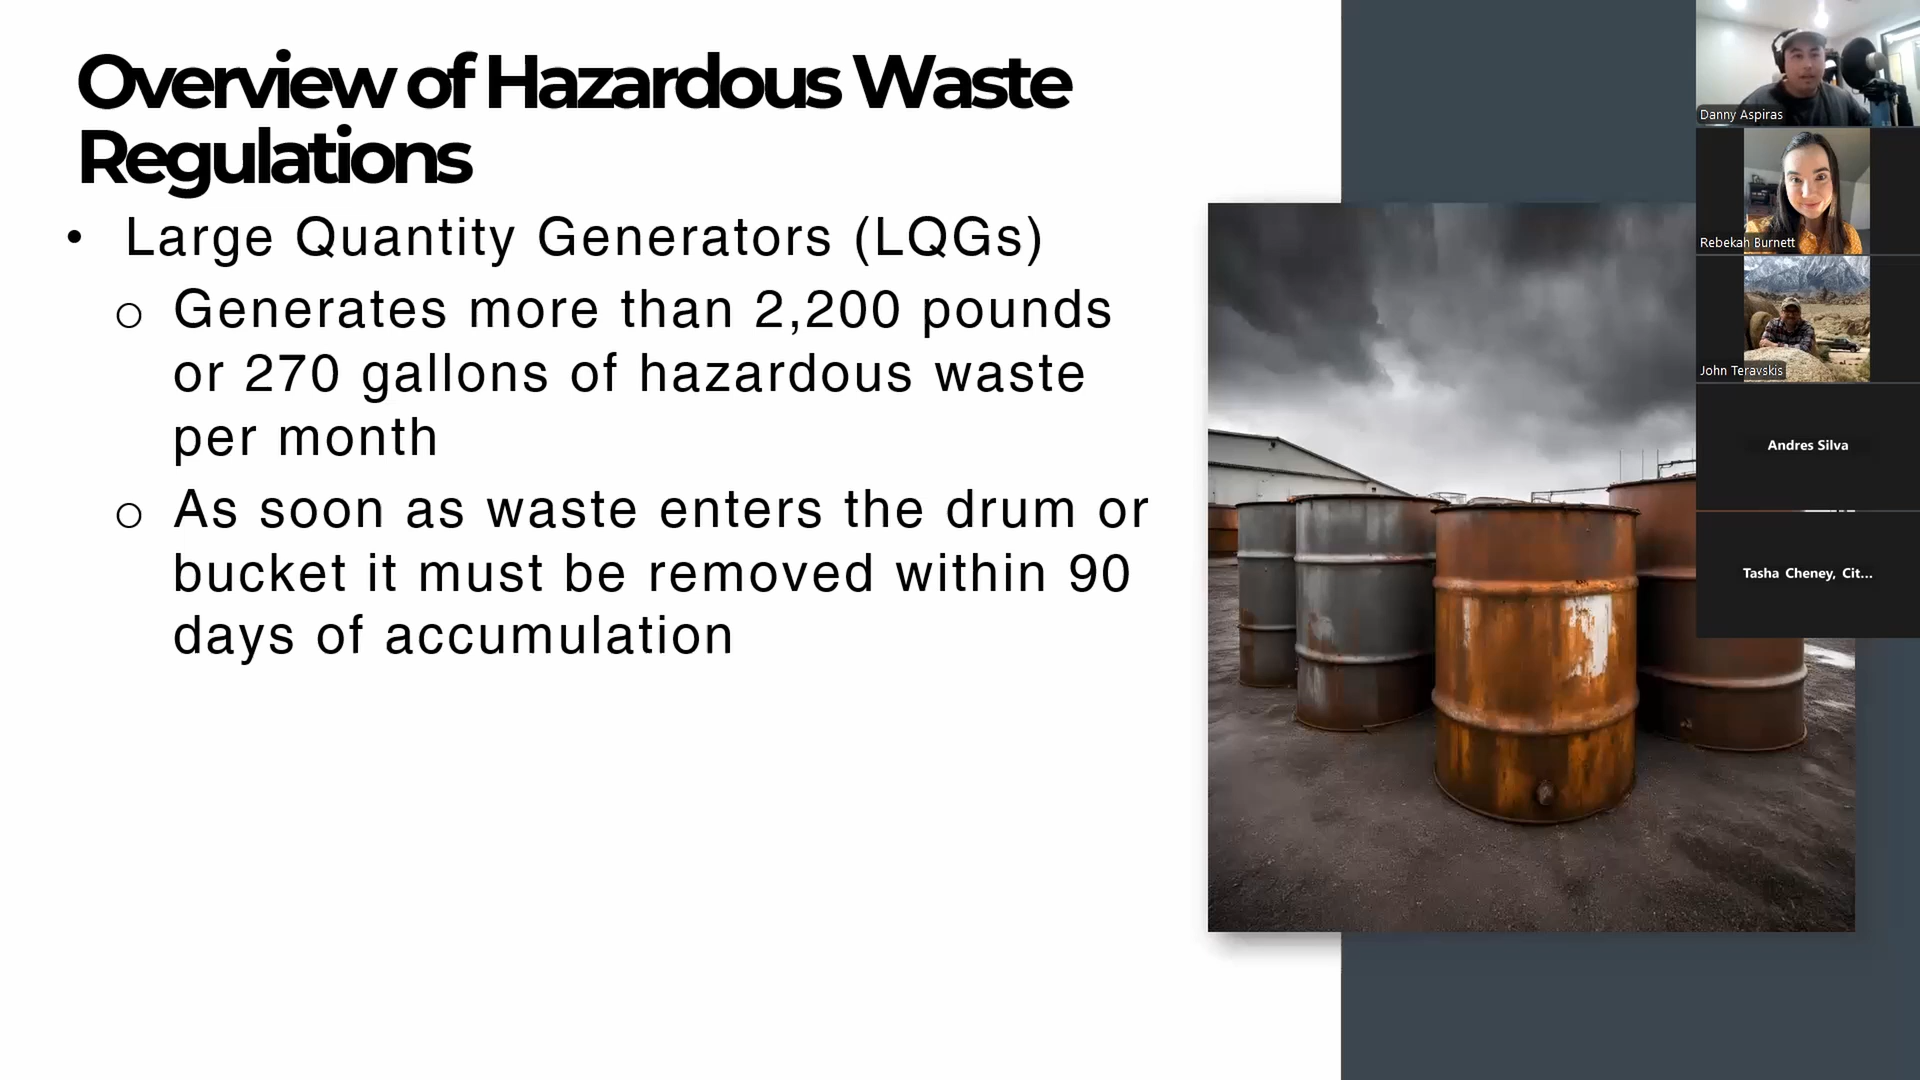 Overview of Hazardous Waste
Regulations
• Large Quantity Generators (LQGs)
o Generates more than 2,200 pounds
or 270 gallons of hazardous waste
per month
o As soon as waste enters the drum or
bucket it must be removed within 90
days of accumulation
Danny Aspiras
Rebekah Burnett
John Teravskis
Andres Silva
Tasha Cheney, Cit...